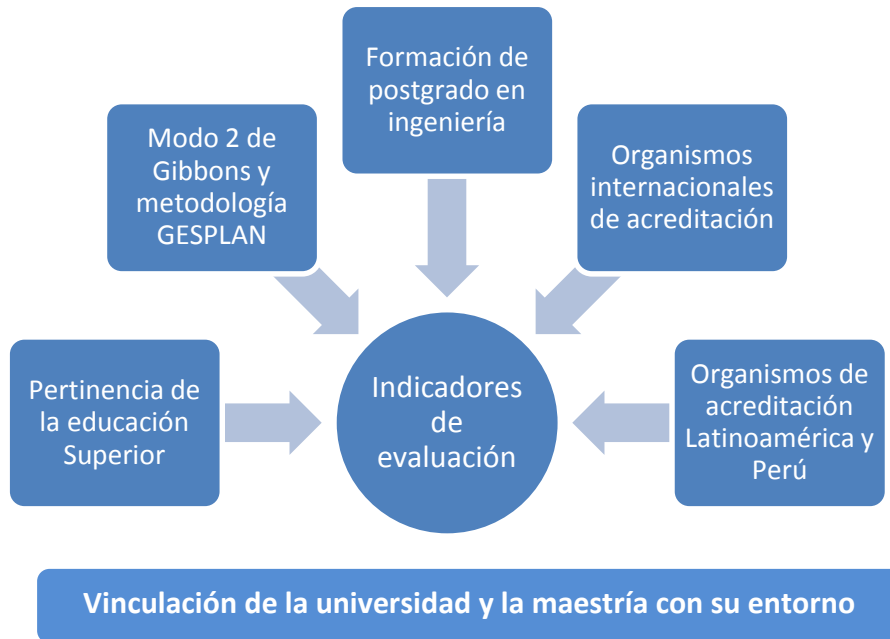 Formación de
postgrado en
ingeniería
Modo 2 de
Gibbons y
metodología
GESPLAN
Organismos
internacionales
de acreditación
Pertinencia de
la educación
Superior
Indicadores
de
evaluación
Organismos de
acreditación
Latinoamérica y
Perú
Vinculación de la universidad y la maestría con su entorno